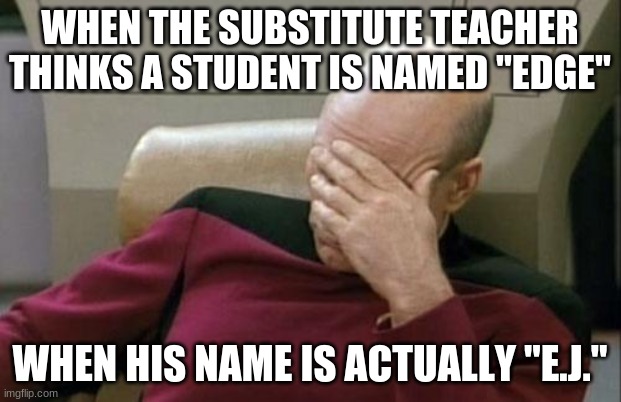 WHEN THE SUBSTITUTE TEACHER
THINKS A STUDENT IS NAMED "EDGE"
WHEN HIS NAME IS ACTUALLY "E.J."
imgflip.com